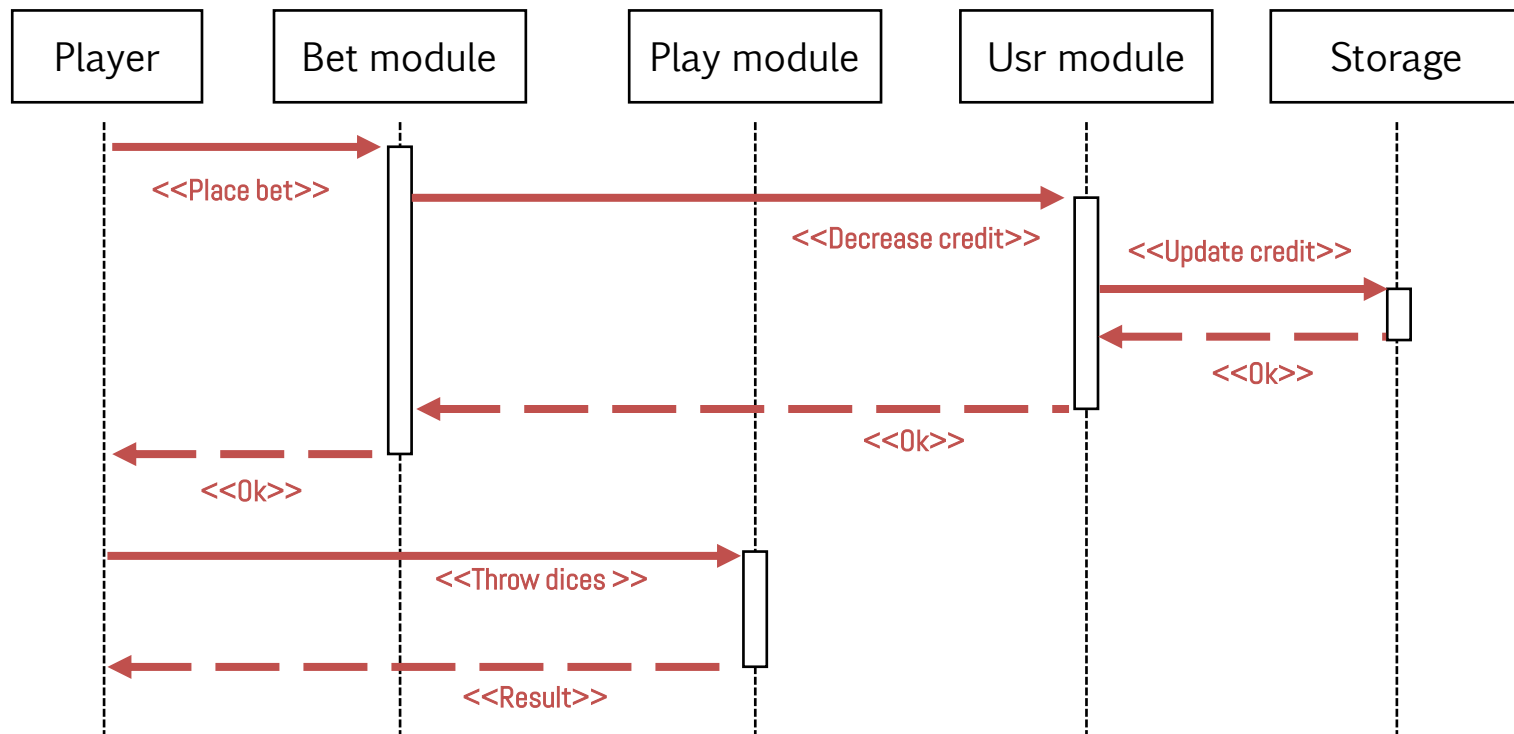 Player
Bet module
Play module
Usr module
Storage
<<Place bet>>
<<Decrease credit>>
<<Update credit>>
<<Ok>>
<<Ok>>
<<Ok>>
<<Throw dices >>
<<Result>>